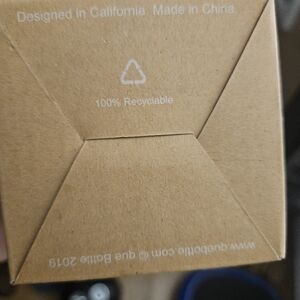 Designed in California. Made in China.
100% Recyclable
www.quebottle.com © que Bottle 2019